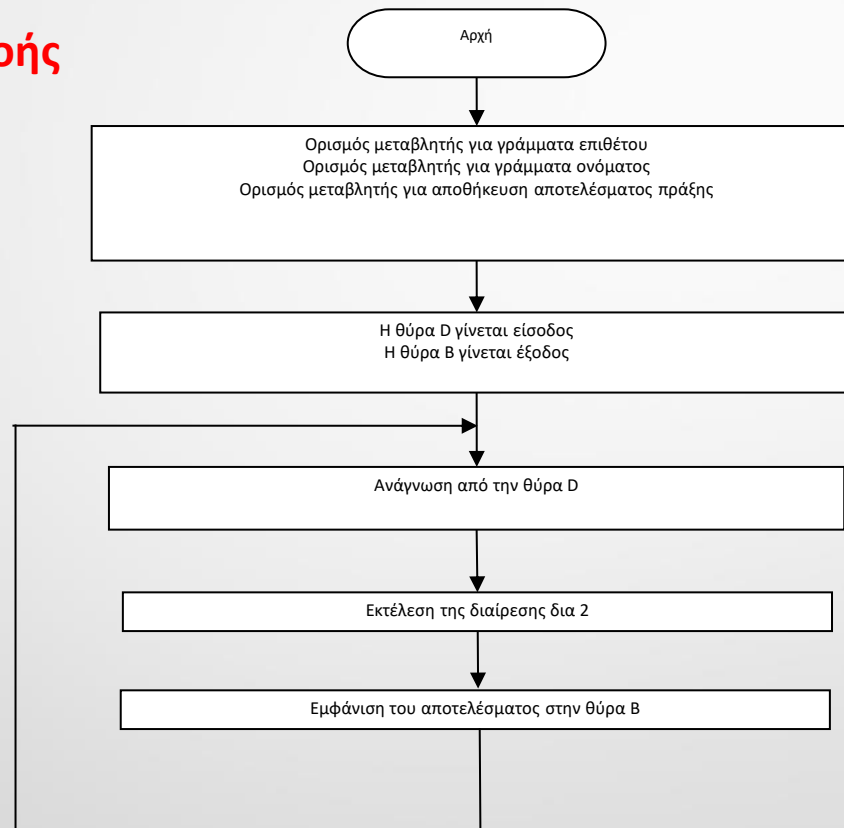 Αρχή
Ορισμός μεταβλητής για γράμματα επιθέτου
Ορισμός μεταβλητής για γράμματα ονόματος
Ορισμός μεταβλητής για αποθήκευση αποτελέσματος πράξης
Η θύρα D γίνεται είσοδος
Η θύρα B γίνεται έξοδος
Ανάγνωση από την θύρα D
Εκτέλεση της διαίρεσης δια 2
Εμφάνιση του αποτελέσματος στην θύρα B